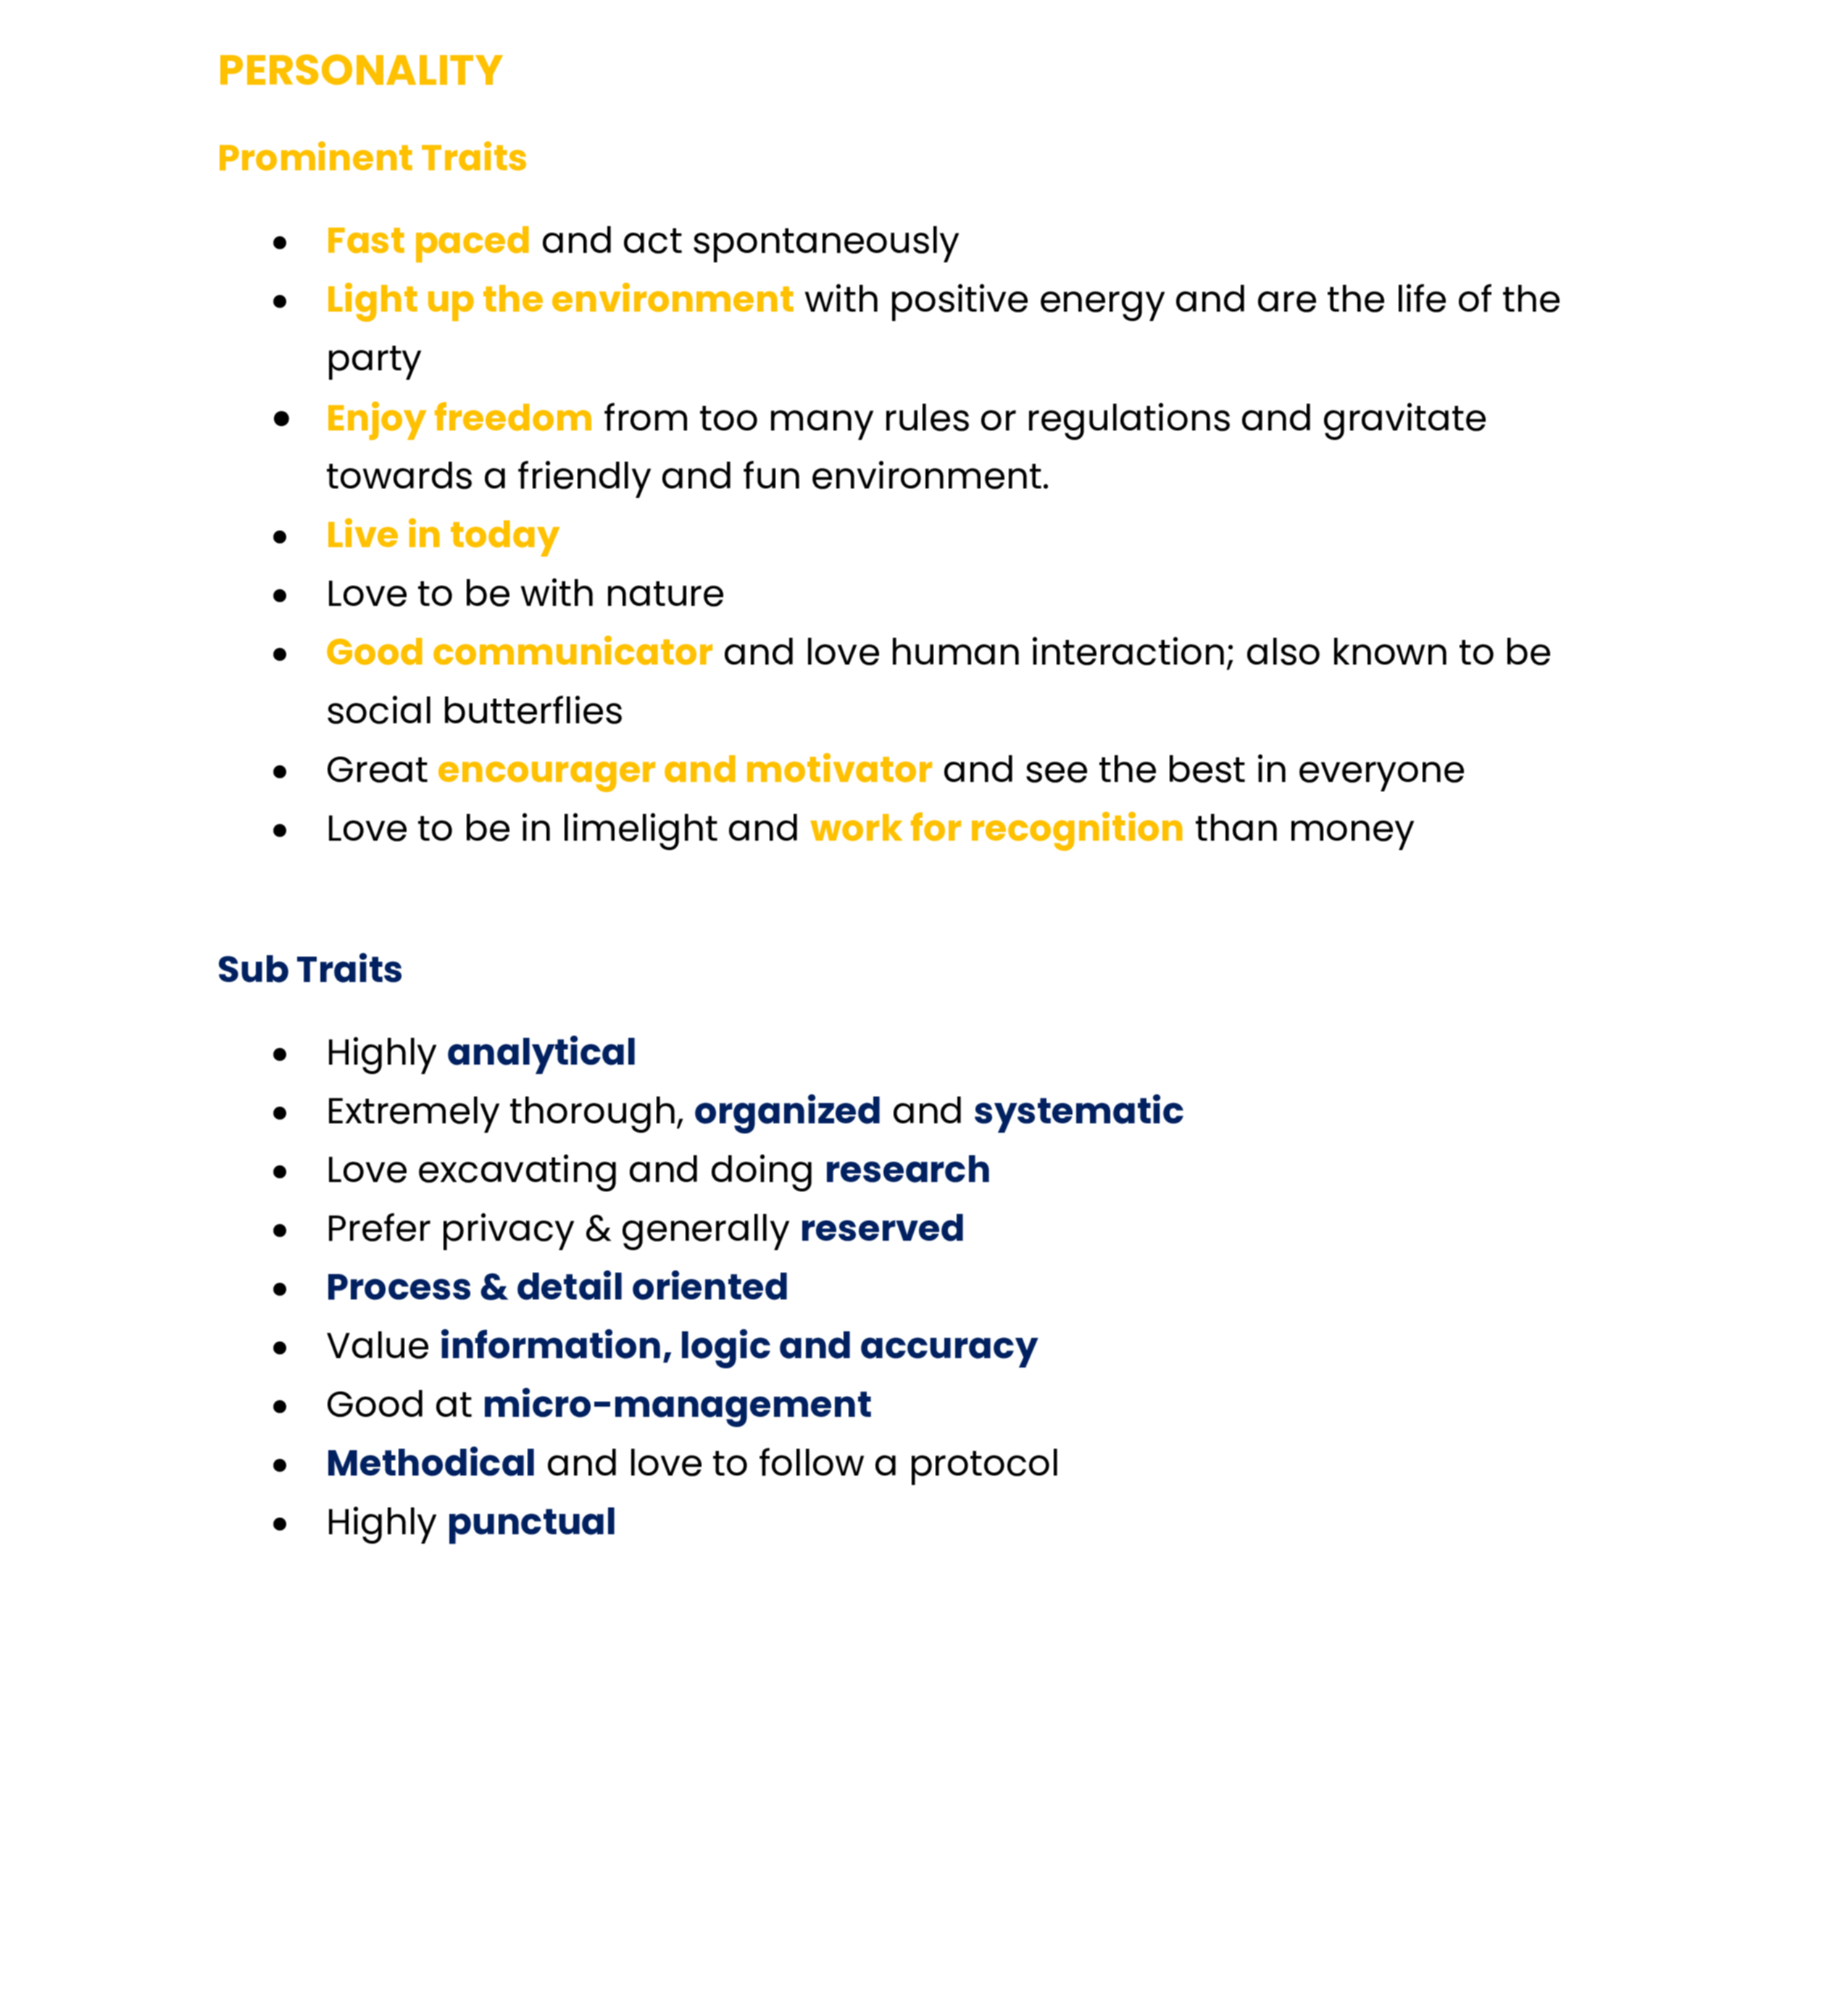 PERSONALITY
Prominent Traits
● Fast paced and act spontaneously
● Light up the environment with positive energy and are the life of the
party
● Enjoy freedom from too many rules or regulations and gravitate
towards a friendly and fun environment.
● Live in today
● Love to be with nature
● Good communicator and love human interaction; also known to be
social butterflies
● Great encourager and motivator and see the best in everyone
● Love to be in limelight and work for recognition than money
Sub Traits
● Highly analytical
● Extremely thorough, organized and systematic
● Love excavating and doing research
● Prefer privacy & generally reserved
● Process & detail oriented
● Value information, logic and accuracy
● Good at micro-management
● Methodical and love to follow a protocol
● Highly punctual